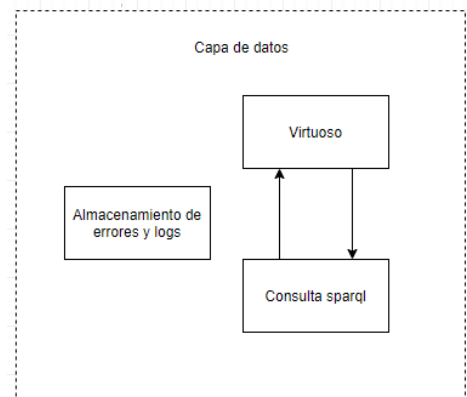 Capa de datos
Virtuoso
Almacenamiento de
errores y logs
Consulta sparql